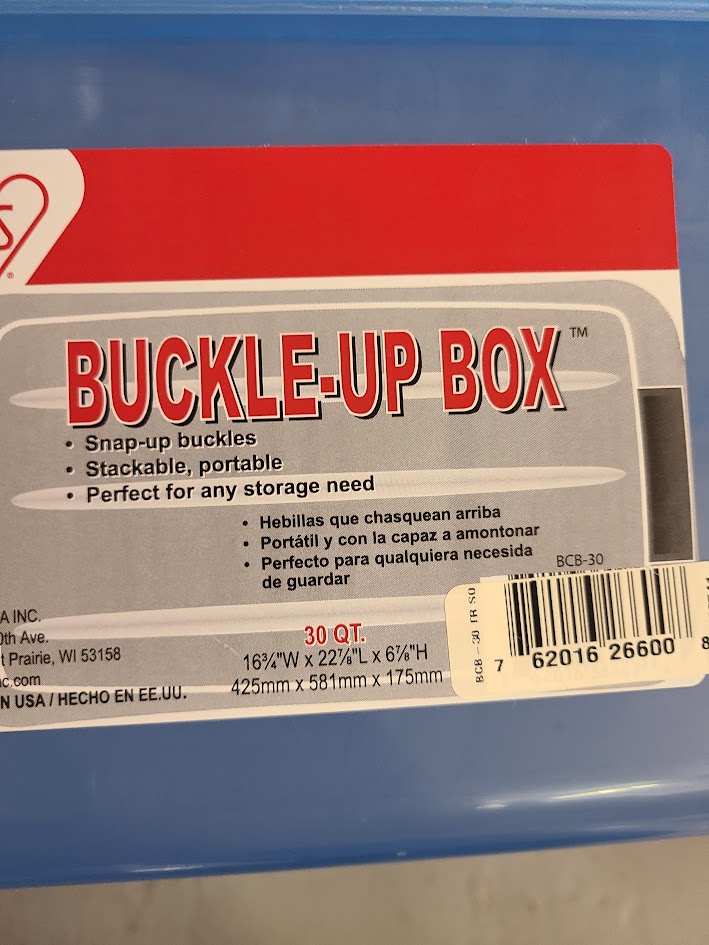 ®
BUCKLE-UP BOX™
• Snap-up buckles
• Stackable, portable
• Perfect for any storage need
• Hebillas que chasquean arriba
• Portátil y con la capaz a amontonar
• Perfecto para qualquiera necesida
de guardar
BCB-30
A INC.
0th Ave.
t Prairie, WI 53158
c.com
N USA / HECHO EN EE.UU.
30 QT.
16¾"W x 22⅞"L x 6⅞"H
425mm x 581mm x 175mm
BCB - 30 FR SO
7 62016 26600 8